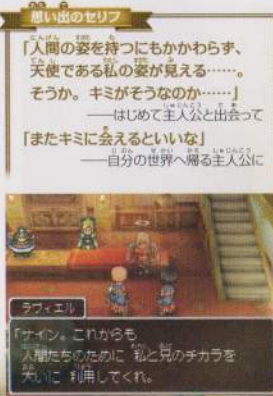 思い出のセリフ
「人間の姿を持つにもかかわらず、
天使である私の姿が見える……。
そうか。キミがそうなのか……」
——はじめて主人公と出会って
「またキミに会えるといいな」
——自分の世界へ帰る主人公に
ラヴィエル
「ナイン。これからも
人間たちのために 私と兄のチカラを
大いに 利用してくれ。